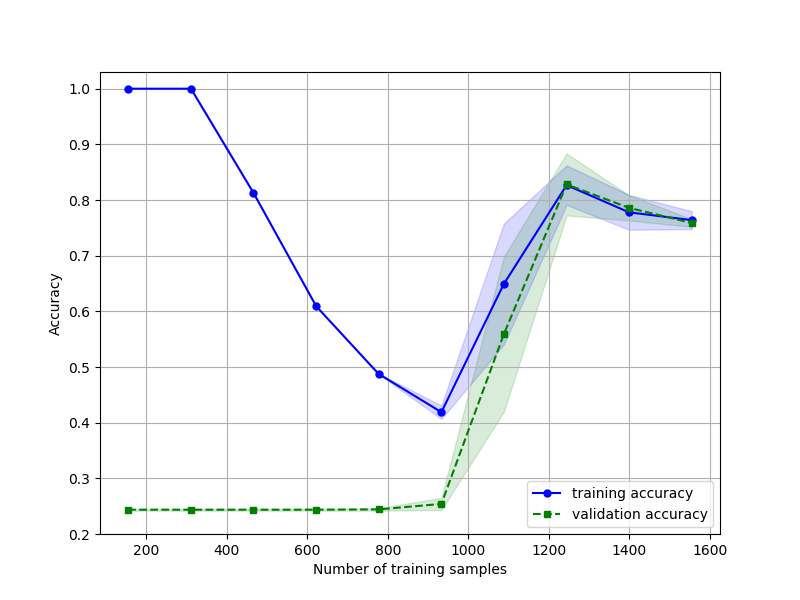 1.0
0.9
0.8
0.7
0.6
0.5
0.4
0.3
0.2
Accuracy
training accuracy
validation accuracy
200 400 600 800 1000 1200 1400 1600
Number of training samples